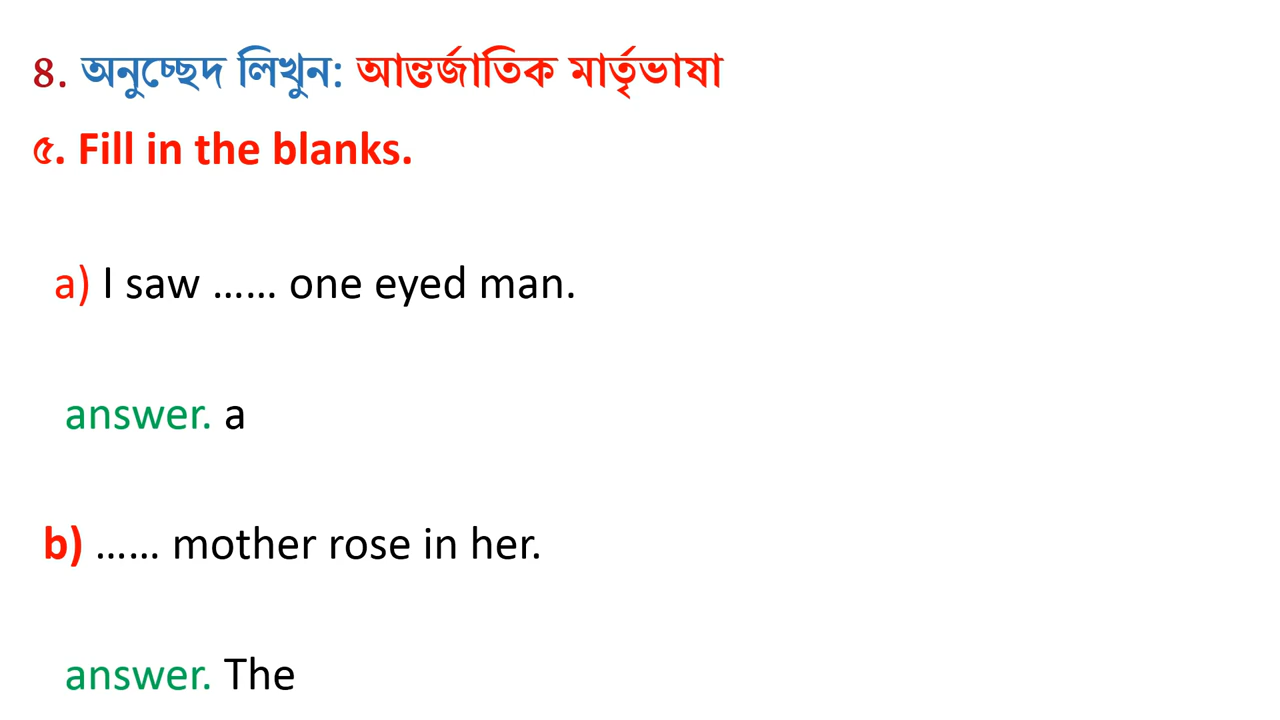 8. অনুচ্ছেদ লিখুন: আন্তর্জাতিক মার্তৃভাষা
৫. Fill in the blanks.
a) I saw …… one eyed man.
answer. a
b) …… mother rose in her.
answer. The